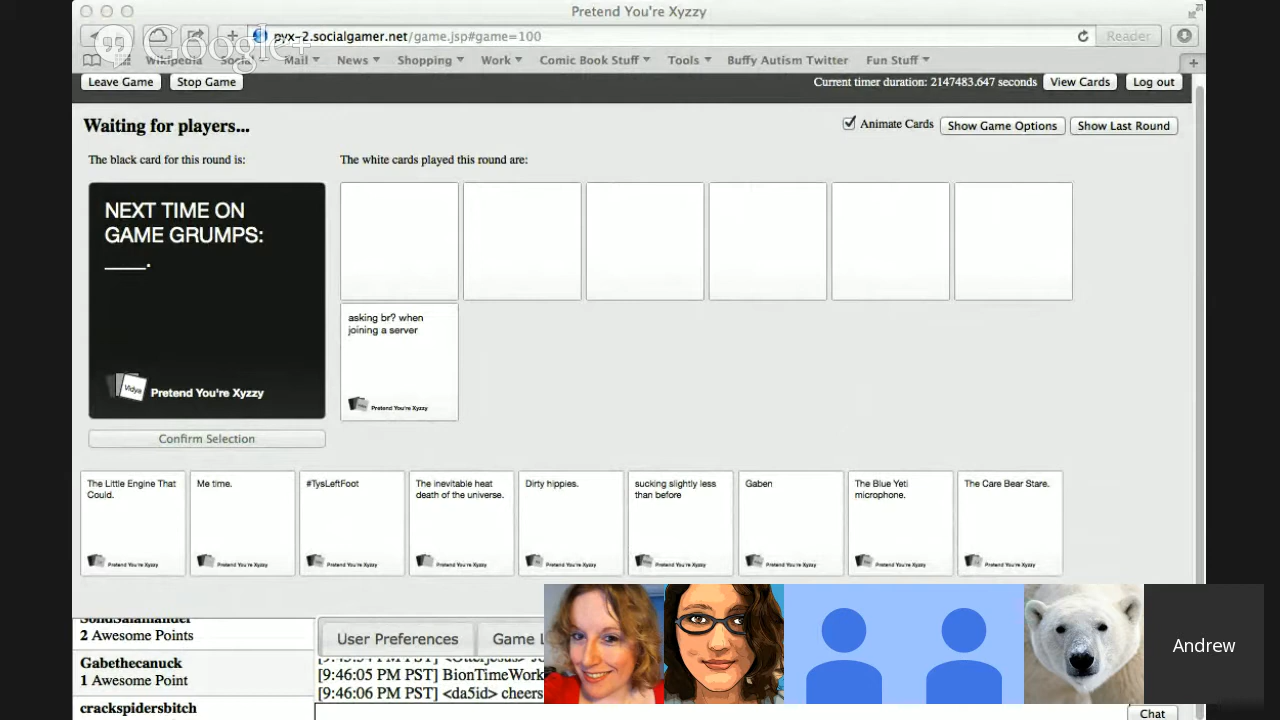 Pretend You're Xyzzy
pyx-2.socialgamer.net/game.jsp#game=100
Reader
Google+
Wikipedia
Social
Mail
News
Shopping
Work
Comic Book Stuff
Tools
Buffy Autism Twitter
Fun Stuff
Leave Game
Stop Game
Current timer duration: 2147483.647 seconds
View Cards
Log out
Waiting for players...
Animate Cards
Show Game Options
Show Last Round
The black card for this round is:
The white cards played this round are:
NEXT TIME ON
GAME GRUMPS:
____.
Vidya
Pretend You're Xyzzy
asking br? when
joining a server
Pretend You're Xyzzy
Confirm Selection
The Little Engine That
Could.
Pretend You're Xyzzy
Me time.
Pretend You're Xyzzy
#TysLeftFoot
Pretend You're Xyzzy
The inevitable heat
death of the universe.
Pretend You're Xyzzy
Dirty hippies.
Pretend You're Xyzzy
sucking slightly less
than before
Pretend You're Xyzzy
Gaben
Pretend You're Xyzzy
The Blue Yeti
microphone.
Pretend You're Xyzzy
The Care Bear Stare.
Pretend You're Xyzzy
2 Awesome Points
Gabethecanuck
1 Awesome Point
crackspidersbitch
User Preferences
Game L
[9:46:05 PM PST] BionTimeWork
[9:46:06 PM PST] <da5id> cheers
Chat
Andrew